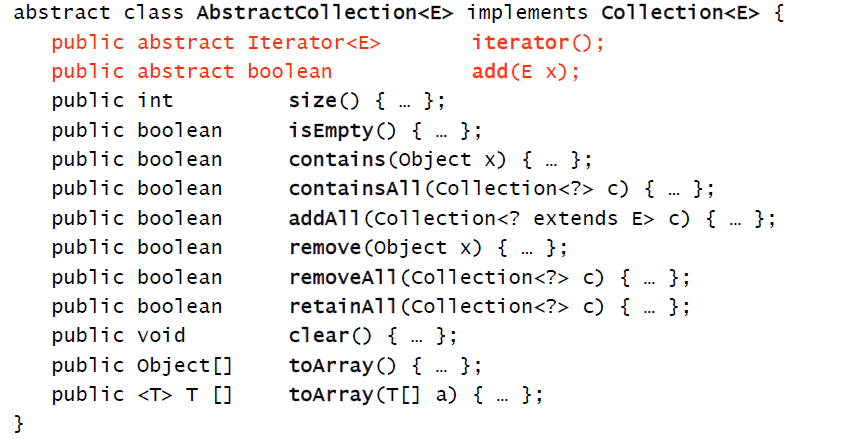 abstract class AbstractCollection<E> implements Collection<E> {
public abstract Iterator<E> iterator();
public abstract boolean add(E x);
public int size() { … };
public boolean isEmpty() { … };
public boolean contains(Object x) { … };
public boolean containsAll(Collection<?> c) { … };
public boolean addAll(Collection<? extends E> c) { … };
public boolean remove(Object x) { … };
public boolean removeAll(Collection<?> c) { … };
public boolean retainAll(Collection<?> c) { … };
public void clear() { … };
public Object[] toArray() { … };
public <T> T [] toArray(T[] a) { … };
}